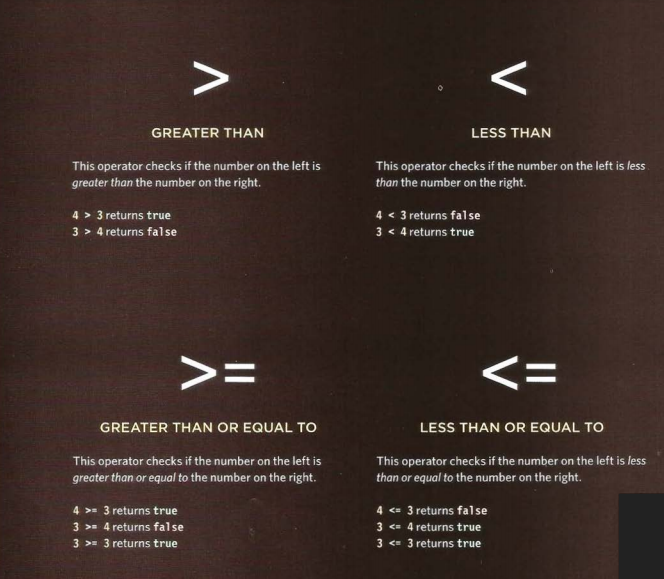 >
GREATER THAN
This operator checks if the number on the left is
greater than the number on the right.
4 > 3 returns true
3 > 4 returns false
<
LESS THAN
This operator checks if the number on the left is less
than the number on the right.
4 < 3 returns false
3 < 4 returns true
>=
GREATER THAN OR EQUAL TO
This operator checks if the number on the left is
greater than or equal to the number on the right.
4 >= 3 returns true
3 >= 4 returns false
3 >= 3 returns true
<=
LESS THAN OR EQUAL TO
This operator checks if the number on the left is less
than or equal to the number on the right.
4 <= 3 returns false
3 <= 4 returns true
3 <= 3 returns true